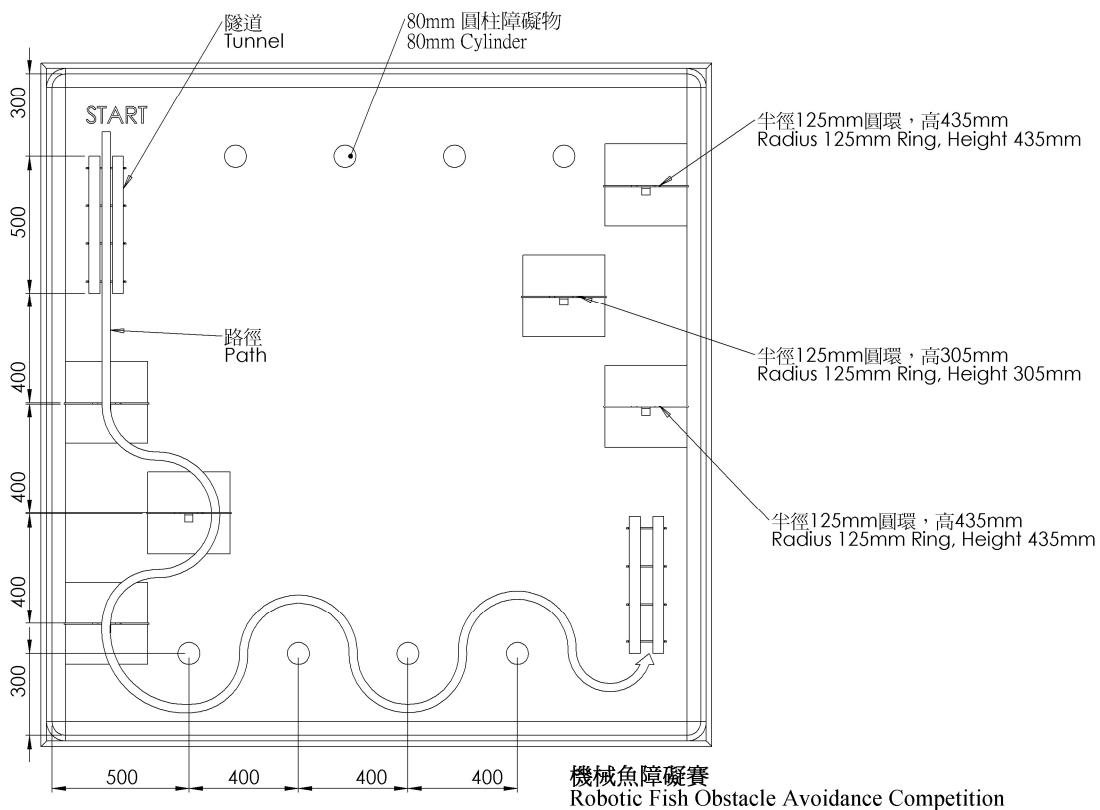 隧道
Tunnel
80mm 圓柱障礙物
80mm Cylinder
START
300
500
400
400
400
300
半徑125mm圓環，高435mm
Radius 125mm Ring, Height 435mm
路徑
Path
半徑125mm圓環，高305mm
Radius 125mm Ring, Height 305mm
半徑125mm圓環，高435mm
Radius 125mm Ring, Height 435mm
500
400
400
400
機械魚障礙賽
Robotic Fish Obstacle Avoidance Competition